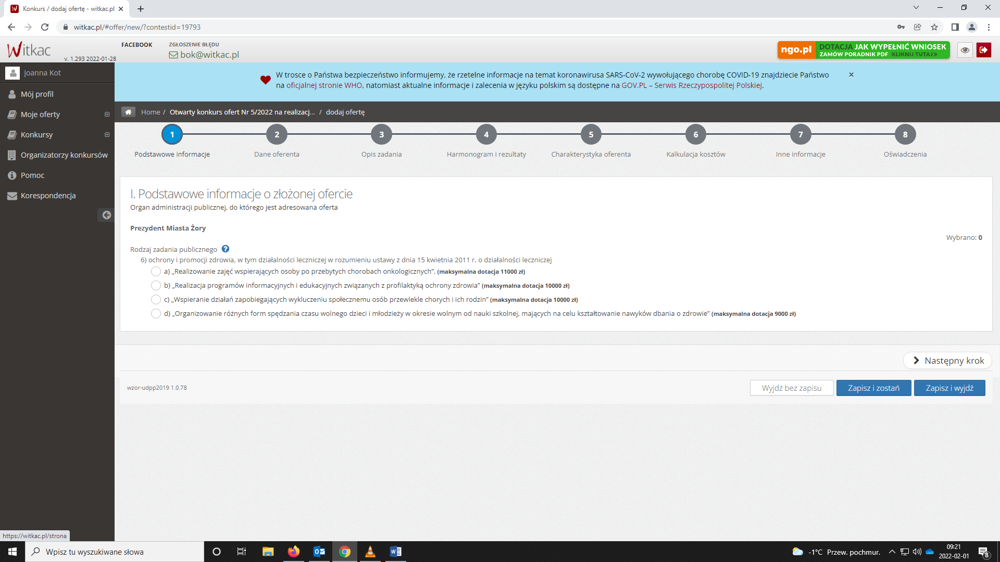 Konkurs / dodaj ofertę - witkac.pl
witkac.pl/#offer/new/?contestid=19793
Witkac
v. 1.293 2022-01-28
FACEBOOK
ZGŁOSZENIE BŁĘDU
bok@witkac.pl
ngo.pl
DOTACJA JAK WYPEŁNIĆ WNIOSEK
ZAMÓW PORADNIK PDF KLIKNIJ TUTAJ »
Joanna Kot
Mój profil
Moje oferty
Konkursy
Organizatorzy konkursów
Pomoc
Korespondencja
W trosce o Państwa bezpieczeństwo informujemy, że rzetelne informacje na temat koronawirusa SARS-CoV-2 wywołującego chorobę COVID-19 znajdziecie Państwo
na oficjalnej stronie WHO, natomiast aktualne informacje i zalecenia w języku polskim są dostępne na GOV.PL – Serwis Rzeczypospolitej Polskiej.
Home / Otwarty konkurs ofert Nr 5/2022 na realizacj... / dodaj ofertę
1 2 3 4 5 6 7 8
Podstawowe informacje Dane oferenta Opis zadania Harmonogram i rezultaty Charakterystyka oferenta Kalkulacja kosztów Inne informacje Oświadczenia
I. Podstawowe informacje o złożonej ofercie
Organ administracji publicznej, do którego jest adresowana oferta
Prezydent Miasta Żory
Wybrano: 0
Rodzaj zadania publicznego ?
6) ochrony i promocji zdrowia, w tym działalności leczniczej w rozumieniu ustawy z dnia 15 kwietnia 2011 r. o działalności leczniczej
a) „Realizowanie zajęć wspierających osoby po przebytych chorobach onkologicznych”. (maksymalna dotacja 11000 zł)
b) „Realizacja programów informacyjnych i edukacyjnych związanych z profilaktyką ochrony zdrowia” (maksymalna dotacja 10000 zł)
c) „Wspieranie działań zapobiegających wykluczeniu społecznemu osób przewlekle chorych i ich rodzin” (maksymalna dotacja 10000 zł)
d) „Organizowanie różnych form spędzania czasu wolnego dzieci i młodzieży w okresie wolnym od nauki szkolnej, mających na celu kształtowanie nawyków dbania o zdrowie” (maksymalna dotacja 9000 zł)
Następny krok
wzor-udpp2019 1.0.78
Wyjdź bez zapisu
Zapisz i zostań
Zapisz i wyjdź
https://witkac.pl/strona
Wpisz tu wyszukiwane słowa
-1°C Przew. pochmur.
09:21
2022-02-01
8